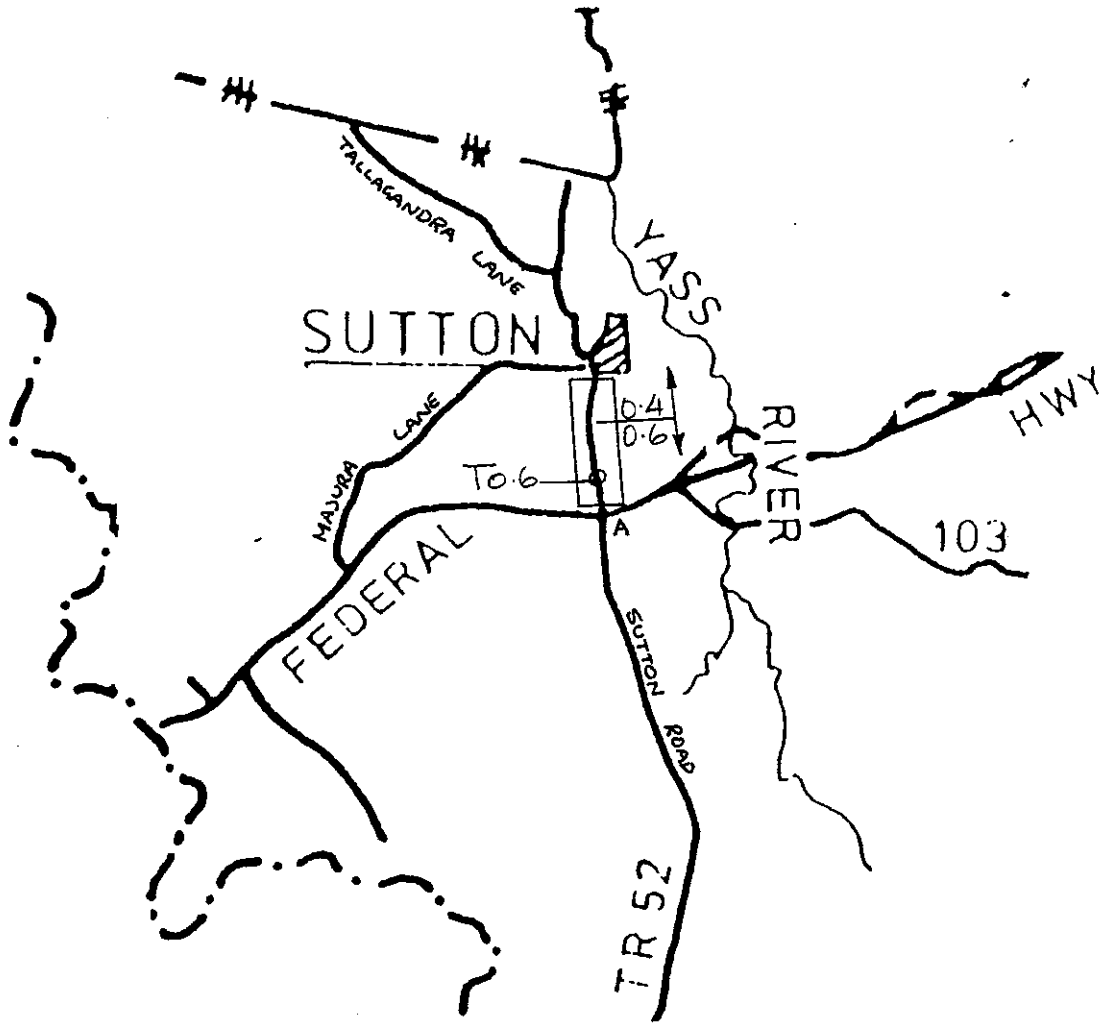 TALLAGANDRA LANE
YASS
RIVER
SUTTON
MAJURA LANE
0.4
0.6
T0.6
A
HWY
103
FEDERAL
SUTTON ROAD
TR 52